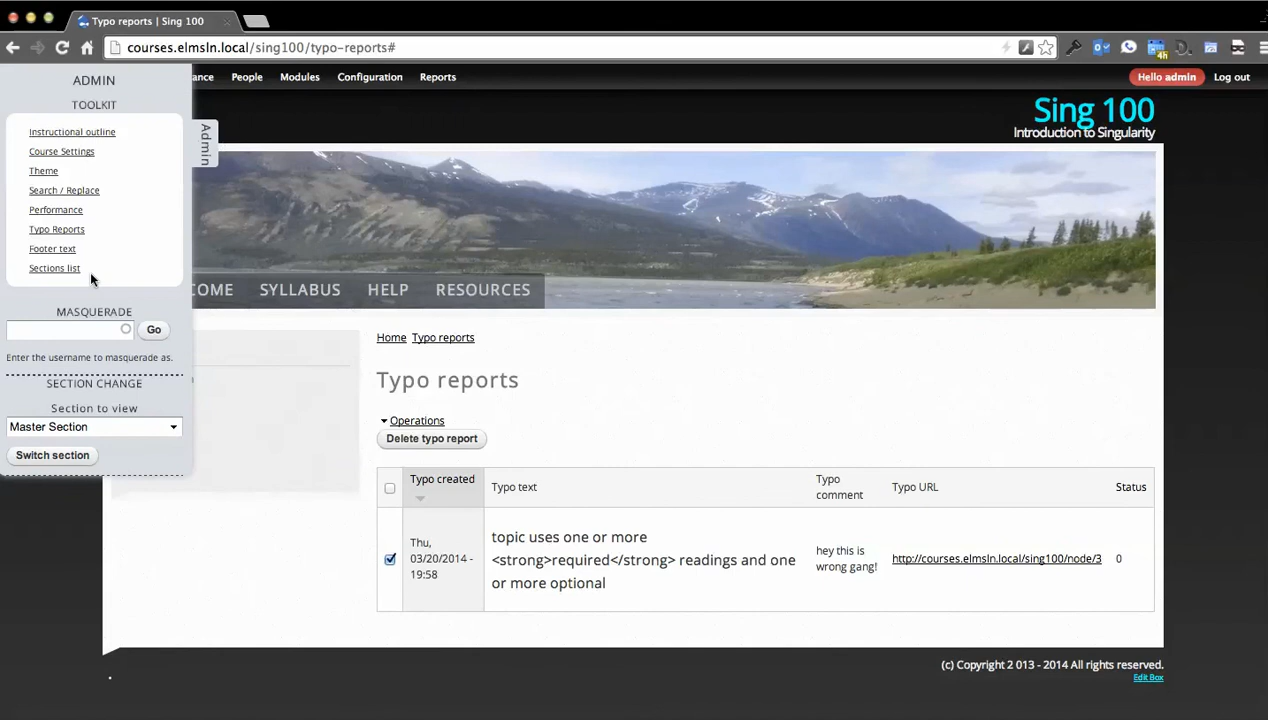 Typo reports | Sing 100
courses.elmsln.local/sing100/typo-reports#
4h
ADMIN
ance People Modules Configuration Reports
Hello admin Log out
TOOLKIT
Instructional outline
Course Settings
Theme
Search / Replace
Performance
Typo Reports
Footer text
Sections list
Admin
Sing 100
Introduction to Singularity
COME SYLLABUS HELP RESOURCES
MASQUERADE
Go
Enter the username to masquerade as.
SECTION CHANGE
Section to view
Master Section
Switch section
Home Typo reports
Typo reports
Operations
Delete typo report
Typo created Typo text Typo comment Typo URL Status
Thu,
03/20/2014 -
19:58
topic uses one or more
<strong>required</strong> readings and one
or more optional
hey this is
wrong gang!
http://courses.elmsln.local/sing100/node/3
0
(c) Copyright 2 013 - 2014 All rights reserved.
Edit Box